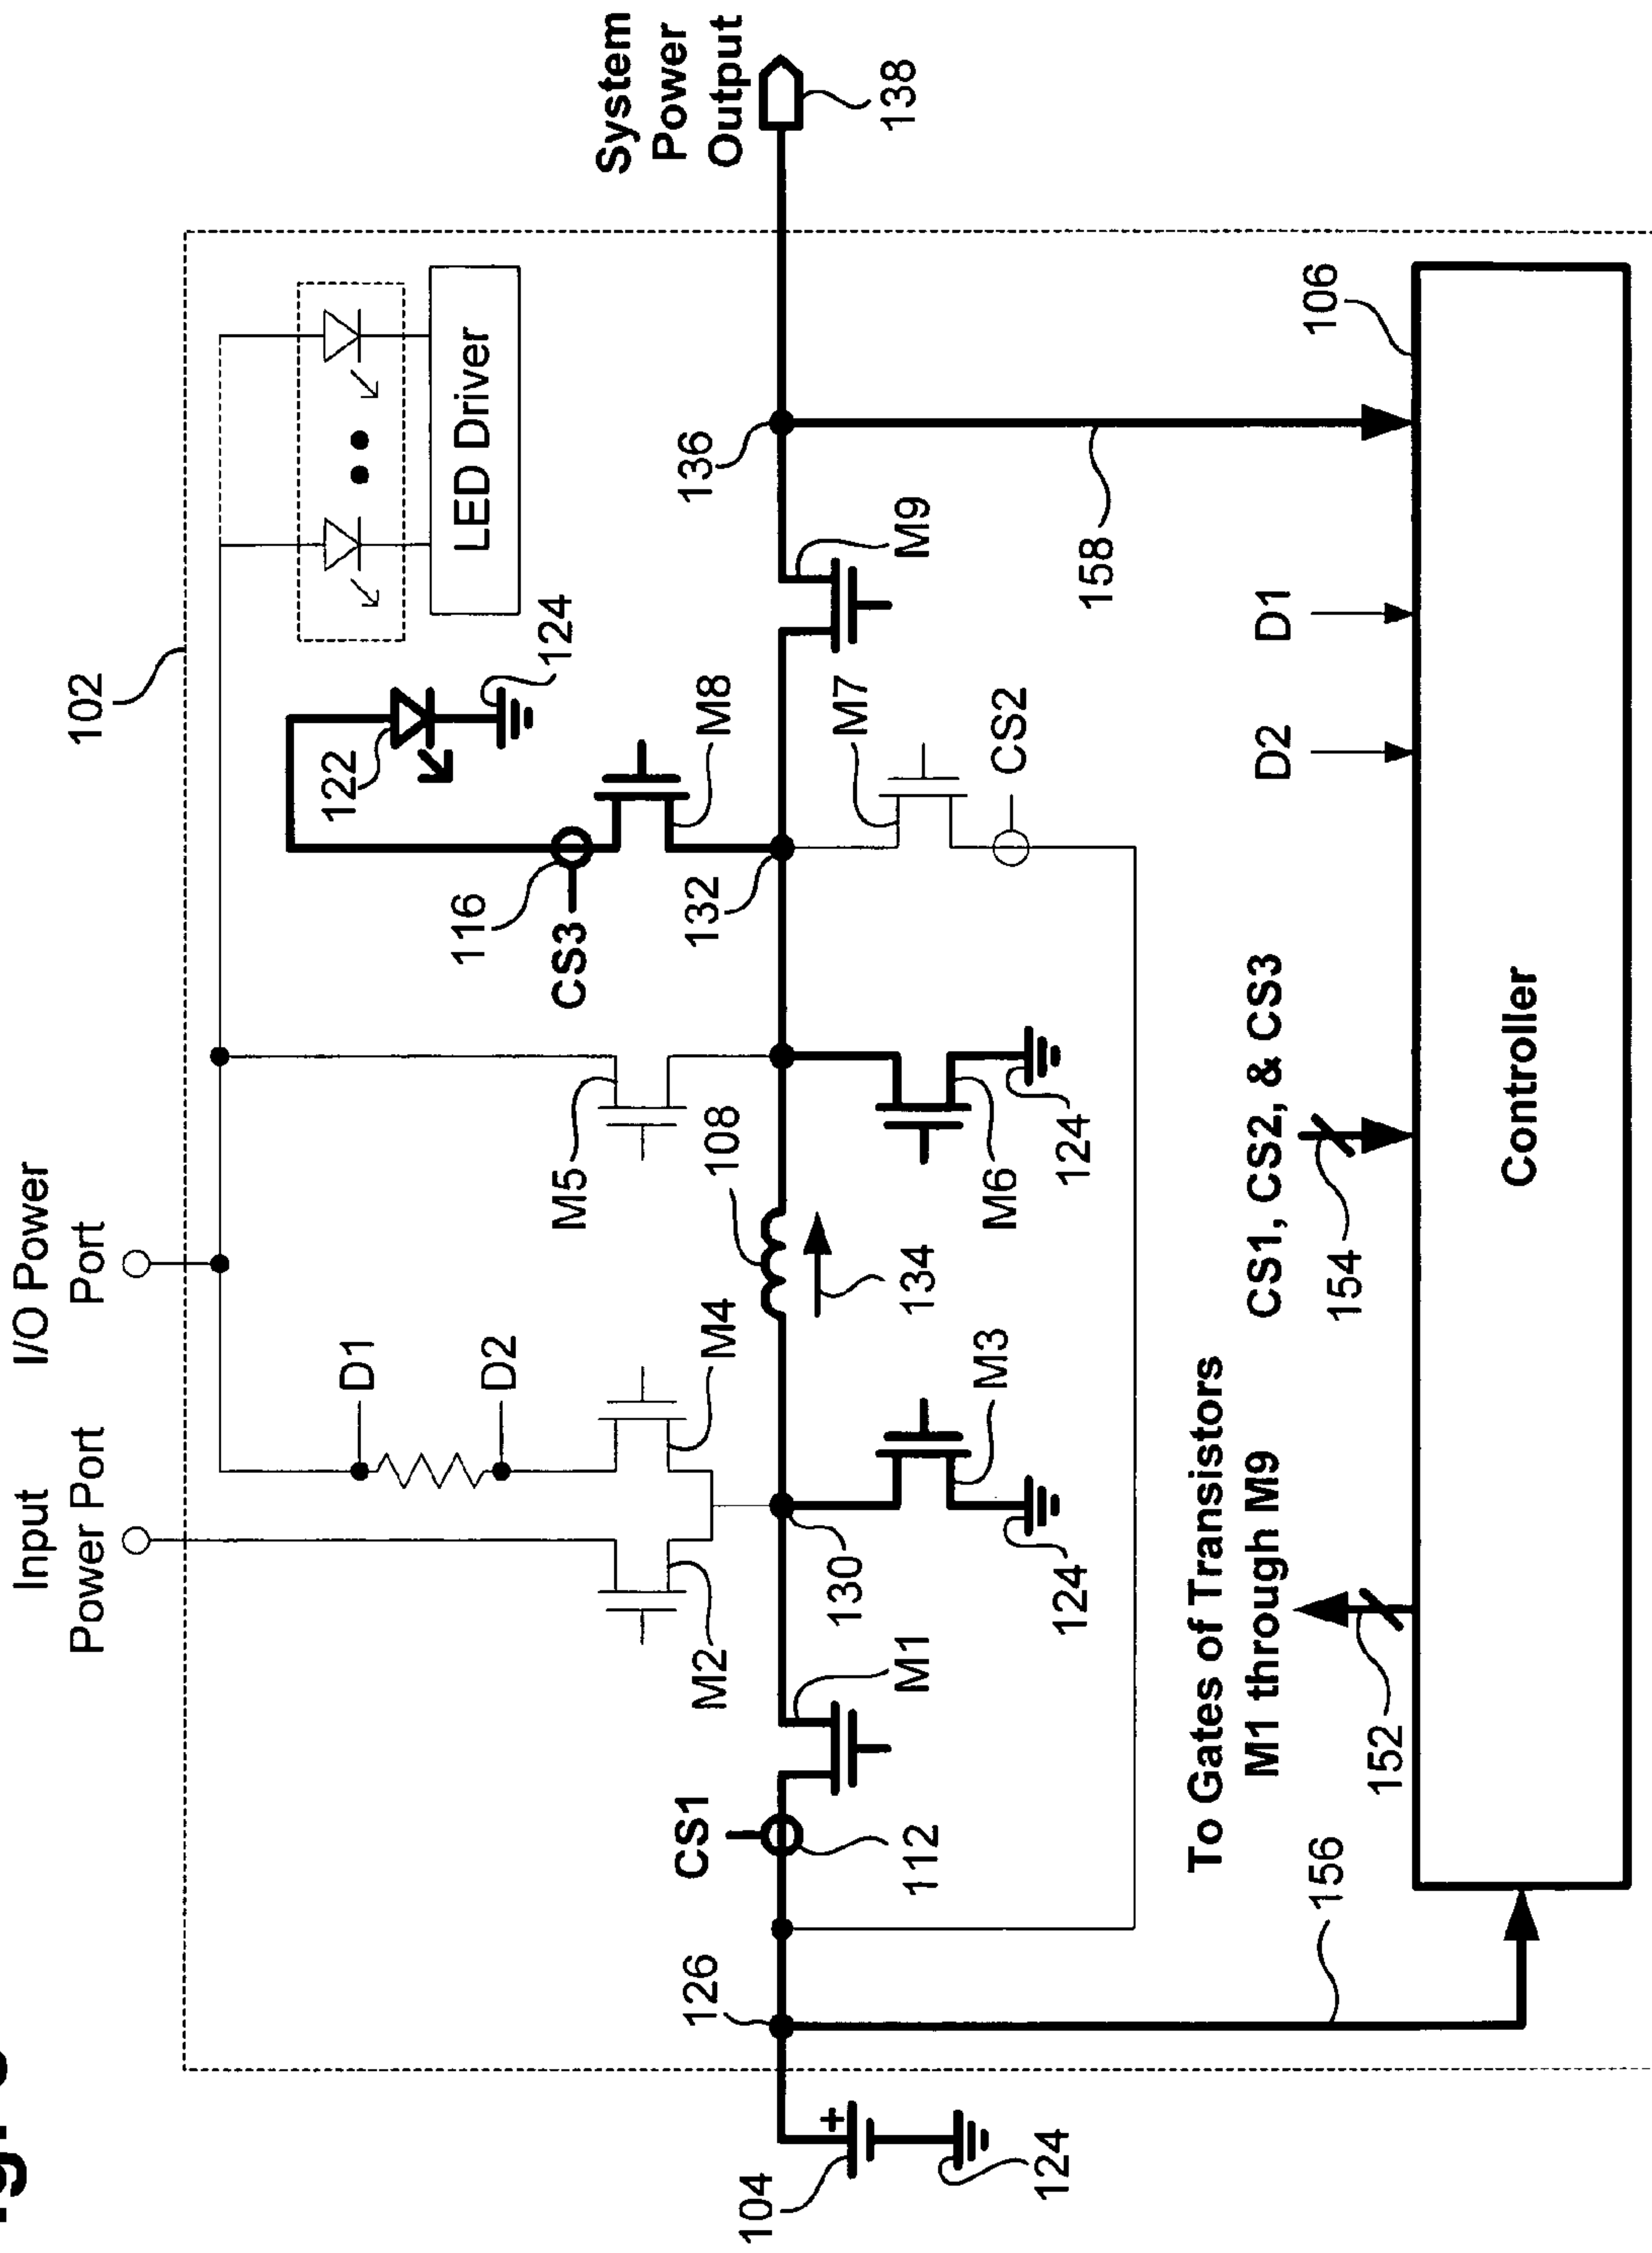 102
Input
Power Port
I/O Power
Port
D1
D2
M2
M4
M5
108
134
116
CS3
122
124
M8
LED Driver
System
Power
Output
138
104
124
126
CS1
112
M1
130
M3
124
M6
124
132
M7
CS2
M9
136
158
156
To Gates of Transistors
M1 through M9
152
CS1, CS2, & CS3
154
D2
D1
106
Controller